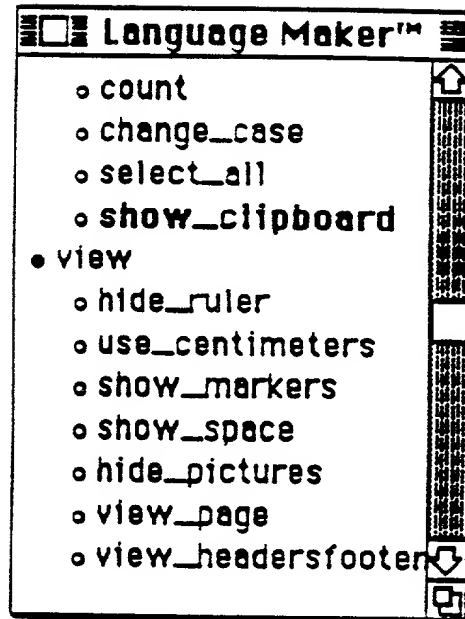 Language Maker™
count
change_case
select_all
show_clipboard
view
hide_ruler
use_centimeters
show_markers
show_space
hide_pictures
view_page
view_headersfooter